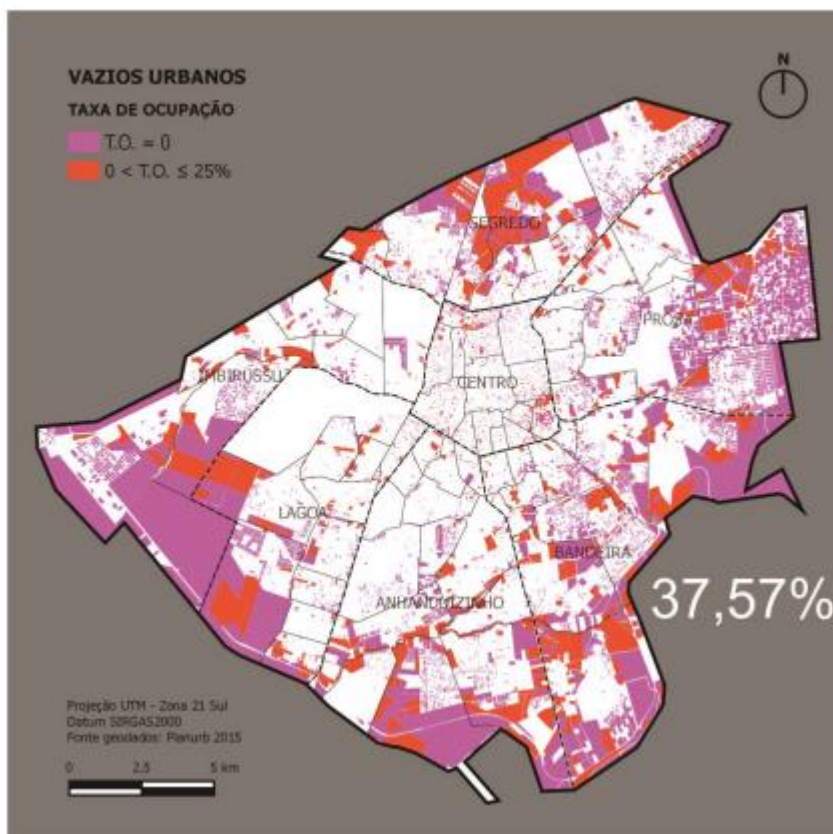 VAZIOS URBANOS
TAXA DE OCUPAÇÃO
T.O. = 0
0 < T.O. ≤ 25%
N
SEGREDO
PROSA
IMBIRUSSU
CENTRO
LAGOA
BANDEIRA
ANHANDUIZINHO
37,57%
Projeção UTM - Zona 21 Sul
Datum SIRGAS2000
Fonte geodados: Planurb 2015
0 2.5 5 km